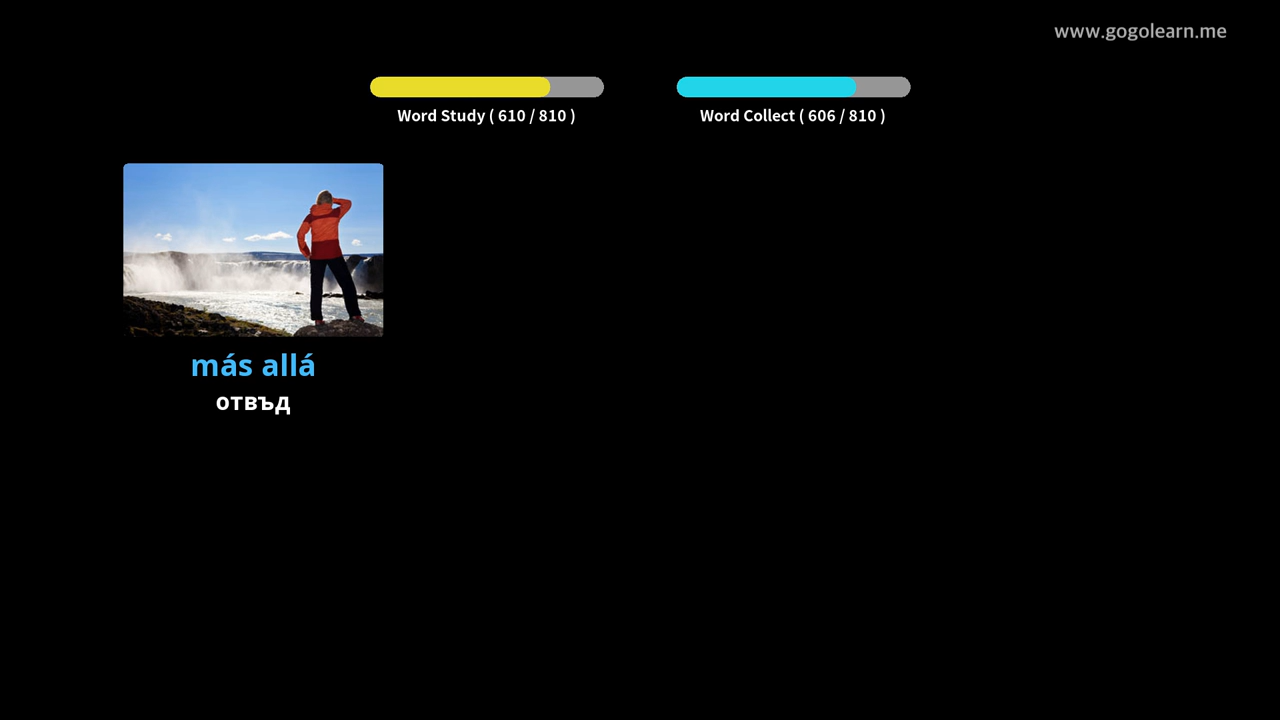 www.gogolearn.me
Word Study ( 610 / 810 )
Word Collect ( 606 / 810 )
más allá
отвъд